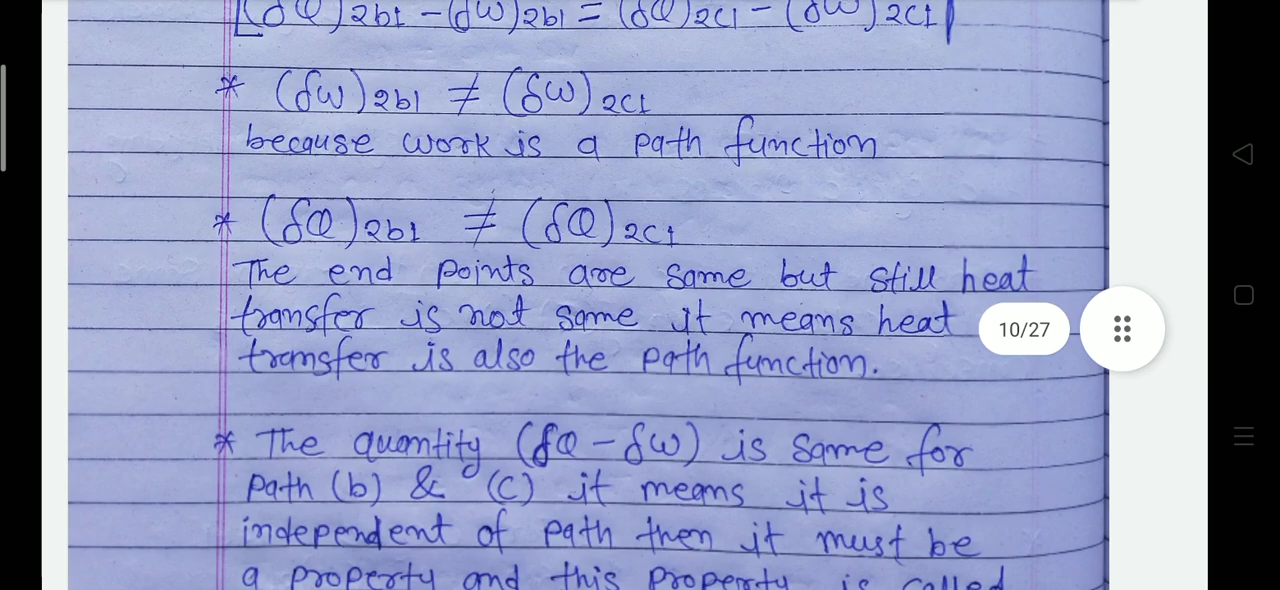 [(δQ)2b1 - (δw)2b1 = (δQ)2C1 - (δw)2C1]
* (δw)2b1 ≠ (δw)2C1
because work is a path function
* (δQ)2b1 ≠ (δQ)2C1
The end points are same but still heat
transfer is not same it means heat
10/27
transfer is also the path function.
* The quantity (δQ - δw) is same for
path (b) & (C) it means it is
independent of path then it must be
a property and this property is called